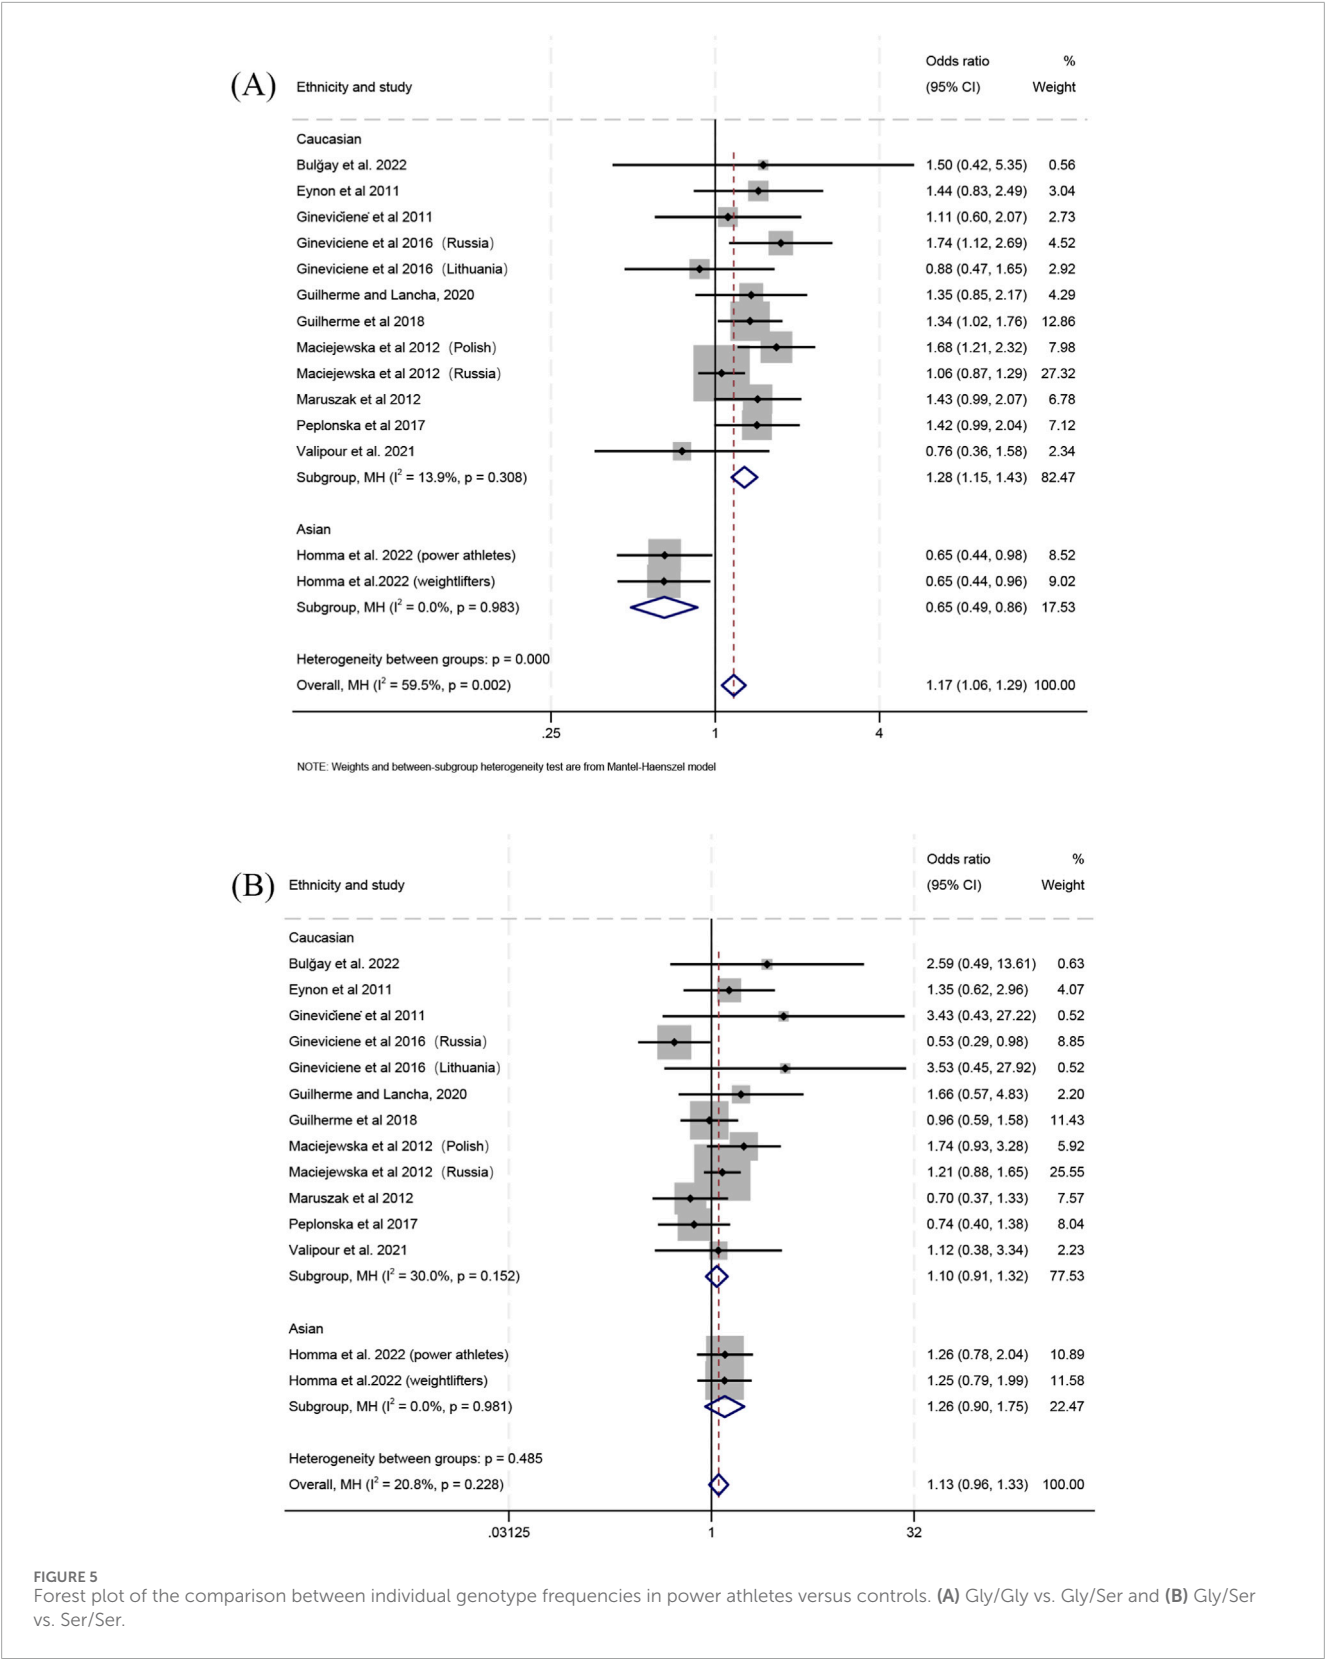 (A)
Ethnicity and study
Odds ratio %
(95% CI) Weight
Caucasian
Bulğay et al. 2022 1.50 (0.42, 5.35) 0.56
Eynon et al 2011 1.44 (0.83, 2.49) 3.04
Gineviciene et al 2011 1.11 (0.60, 2.07) 2.73
Gineviciene et al 2016 (Russia) 1.74 (1.12, 2.69) 4.52
Gineviciene et al 2016 (Lithuania) 0.88 (0.47, 1.65) 2.92
Guilherme and Lancha, 2020 1.35 (0.85, 2.17) 4.29
Guilherme et al 2018 1.34 (1.02, 1.76) 12.86
Maciejewska et al 2012 (Polish) 1.68 (1.21, 2.32) 7.98
Maciejewska et al 2012 (Russia) 1.06 (0.87, 1.29) 27.32
Maruszak et al 2012 1.43 (0.99, 2.07) 6.78
Peplonska et al 2017 1.42 (0.99, 2.04) 7.12
Valipour et al. 2021 0.76 (0.36, 1.58) 2.34
Subgroup, MH (I² = 13.9%, p = 0.308) 1.28 (1.15, 1.43) 82.47
Asian
Homma et al. 2022 (power athletes) 0.65 (0.44, 0.98) 8.52
Homma et al.2022 (weightlifters) 0.65 (0.44, 0.96) 9.02
Subgroup, MH (I² = 0.0%, p = 0.983) 0.65 (0.49, 0.86) 17.53
Heterogeneity between groups: p = 0.000
Overall, MH (I² = 59.5%, p = 0.002) 1.17 (1.06, 1.29) 100.00
.25 1 4
NOTE: Weights and between-subgroup heterogeneity test are from Mantel-Haenszel model
(B)
Ethnicity and study
Odds ratio %
(95% CI) Weight
Caucasian
Bulğay et al. 2022 2.59 (0.49, 13.61) 0.63
Eynon et al 2011 1.35 (0.62, 2.96) 4.07
Gineviciene et al 2011 3.43 (0.43, 27.22) 0.52
Gineviciene et al 2016 (Russia) 0.53 (0.29, 0.98) 8.85
Gineviciene et al 2016 (Lithuania) 3.53 (0.45, 27.92) 0.52
Guilherme and Lancha, 2020 1.66 (0.57, 4.83) 2.20
Guilherme et al 2018 0.96 (0.59, 1.58) 11.43
Maciejewska et al 2012 (Polish) 1.74 (0.93, 3.28) 5.92
Maciejewska et al 2012 (Russia) 1.21 (0.88, 1.65) 25.55
Maruszak et al 2012 0.70 (0.37, 1.33) 7.57
Peplonska et al 2017 0.74 (0.40, 1.38) 8.04
Valipour et al. 2021 1.12 (0.38, 3.34) 2.23
Subgroup, MH (I² = 30.0%, p = 0.152) 1.10 (0.91, 1.32) 77.53
Asian
Homma et al. 2022 (power athletes) 1.26 (0.78, 2.04) 10.89
Homma et al.2022 (weightlifters) 1.25 (0.79, 1.99) 11.58
Subgroup, MH (I² = 0.0%, p = 0.981) 1.26 (0.90, 1.75) 22.47
Heterogeneity between groups: p = 0.485
Overall, MH (I² = 20.8%, p = 0.228) 1.13 (0.96, 1.33) 100.00
.03125 1 32
FIGURE 5
Forest plot of the comparison between individual genotype frequencies in power athletes versus controls. (A) Gly/Gly vs. Gly/Ser and (B) Gly/Ser
vs. Ser/Ser.